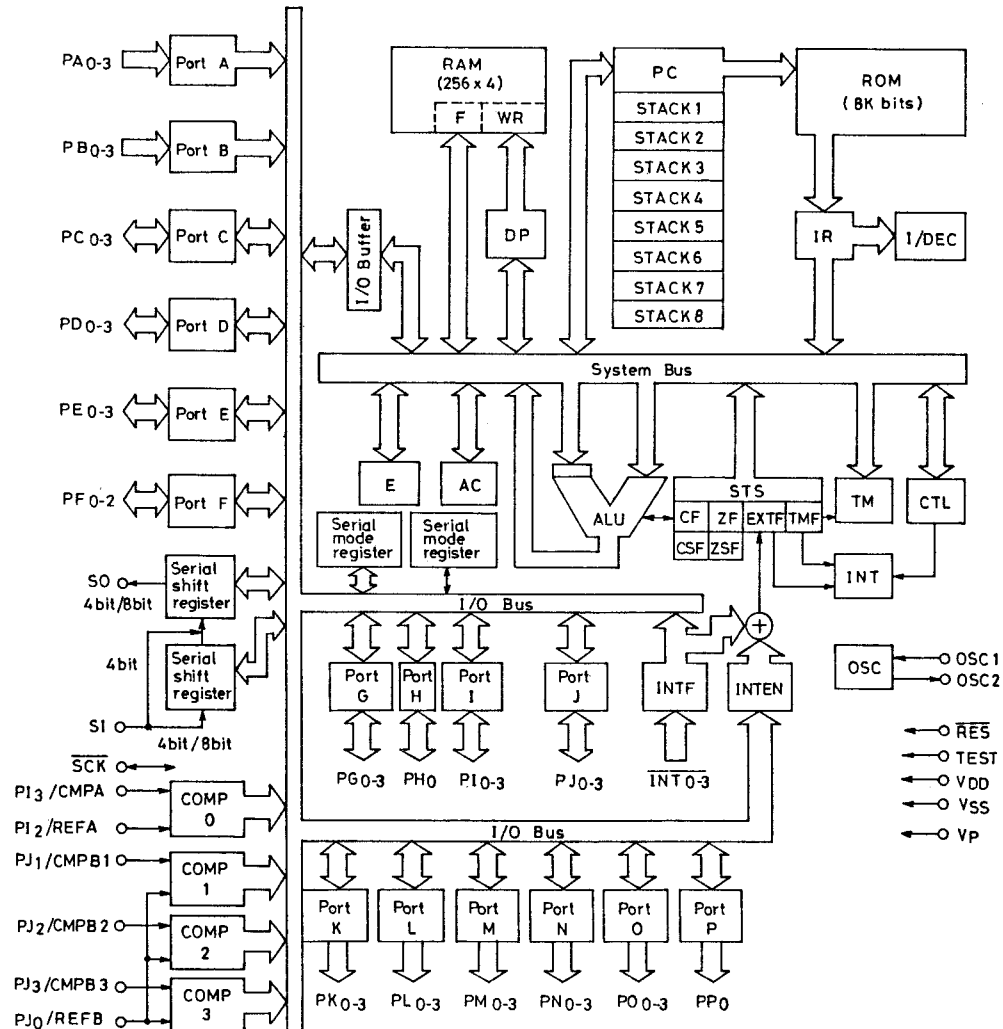 PA0-3
Port A
PB0-3
Port B
PC0-3
Port C
PD0-3
Port D
PE0-3
Port E
PF0-2
Port F
RAM
(256 x 4)
F
WR
DP
I/O Buffer
PC
STACK 1
STACK 2
STACK 3
STACK 4
STACK 5
STACK 6
STACK 7
STACK 8
ROM
(8K bits)
IR
I/DEC
System Bus
E
AC
ALU
STS
CF
ZF
EXTF
TMF
CSF
ZSF
TM
CTL
INT
Serial
mode
register
Serial
mode
register
SO
4bit/8bit
Serial
shift
register
4bit
Serial
shift
register
SI
4bit/8bit
SCK
I/O Bus
Port
G
Port
H
Port
I
Port
J
INTF
+
INTEN
OSC
OSC1
OSC2
PG0-3
PH0
PI0-3
PJ0-3
INT0-3
RES
TEST
VDD
VSS
VP
PI3/CMPA
PI2/REFA
COMP
0
PJ1/CMPB1
COMP
1
PJ2/CMPB2
COMP
2
PJ3/CMPB3
PJ0/REFB
COMP
3
I/O Bus
Port
K
Port
L
Port
M
Port
N
Port
O
Port
P
PK0-3
PL0-3
PM0-3
PN0-3
PO0-3
PP0